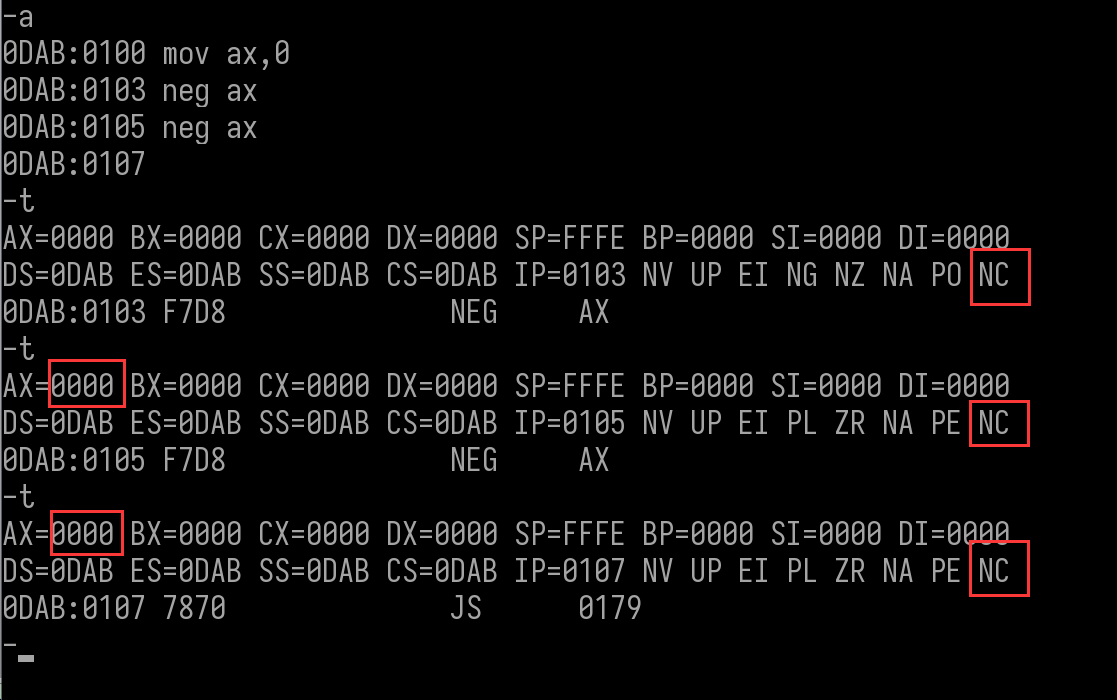 -a
0DAB:0100 mov ax,0
0DAB:0103 neg ax
0DAB:0105 neg ax
0DAB:0107
-t
AX=0000 BX=0000 CX=0000 DX=0000 SP=FFFE BP=0000 SI=0000 DI=0000
DS=0DAB ES=0DAB SS=0DAB CS=0DAB IP=0103 NV UP EI NG NZ NA PO NC
0DAB:0103 F7D8 NEG AX
-t
AX=0000 BX=0000 CX=0000 DX=0000 SP=FFFE BP=0000 SI=0000 DI=0000
DS=0DAB ES=0DAB SS=0DAB CS=0DAB IP=0105 NV UP EI PL ZR NA PE NC
0DAB:0105 F7D8 NEG AX
-t
AX=0000 BX=0000 CX=0000 DX=0000 SP=FFFE BP=0000 SI=0000 DI=0000
DS=0DAB ES=0DAB SS=0DAB CS=0DAB IP=0107 NV UP EI PL ZR NA PE NC
0DAB:0107 7870 JS 0179
-